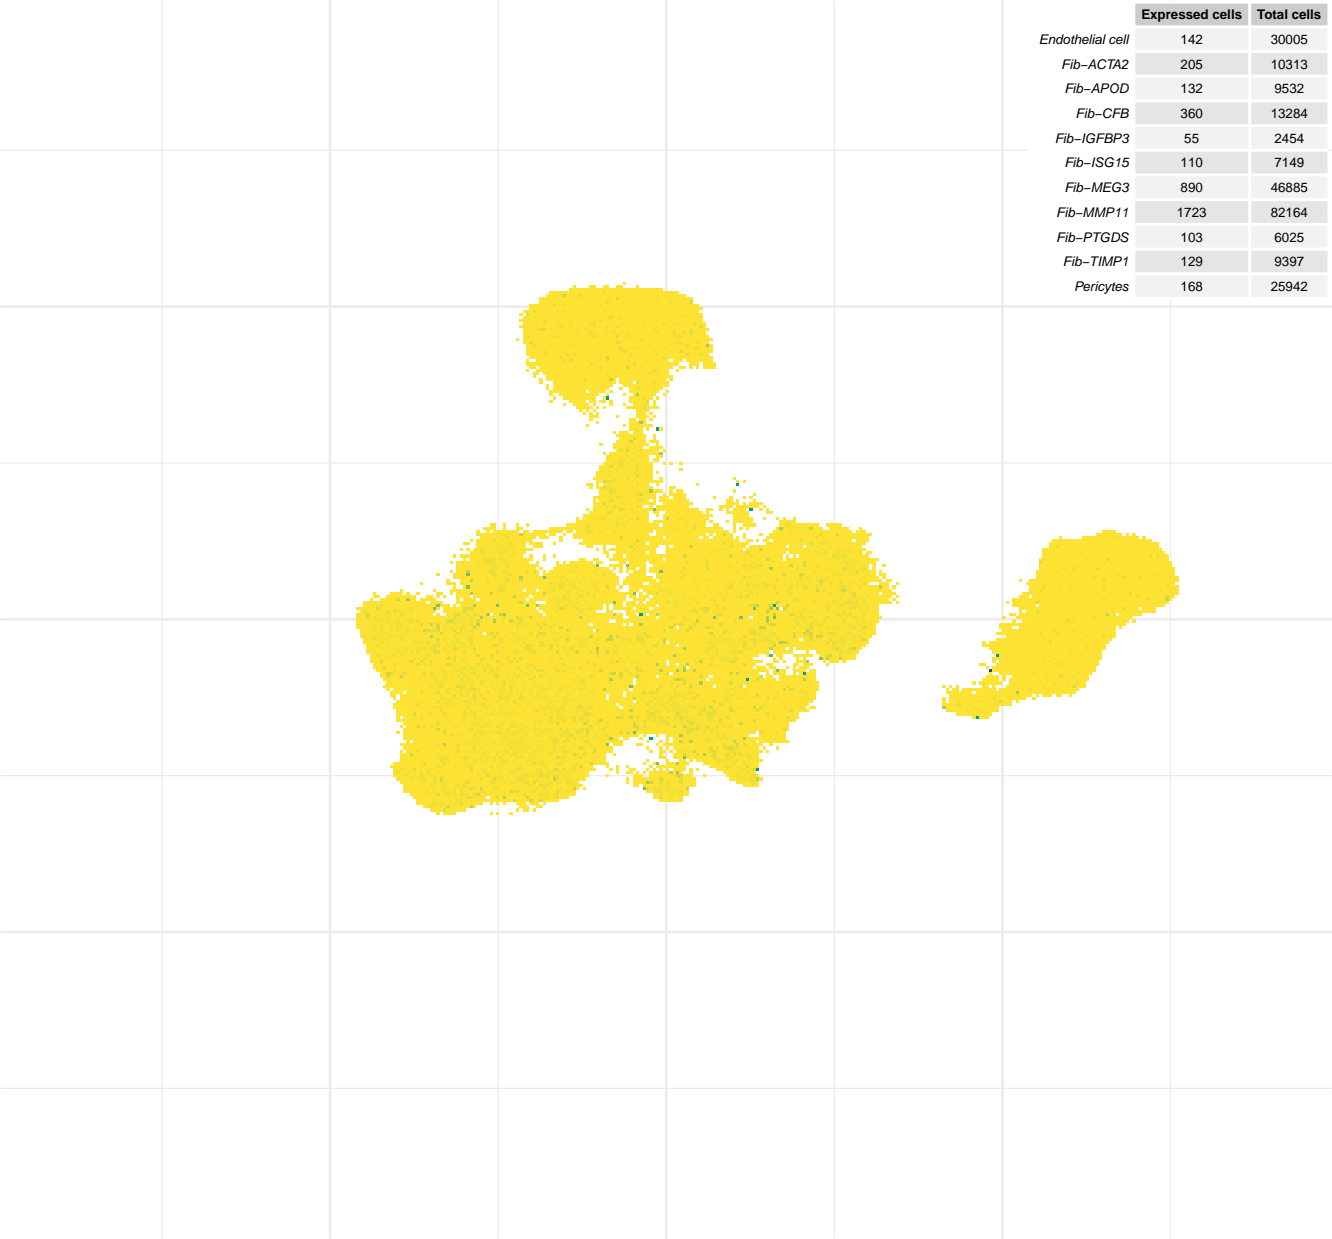 Expressed cells Total cells
Endothelial cell 142 30005
Fib−ACTA2 205 10313
Fib−APOD 132 9532
Fib−CFB 360 13284
Fib−IGFBP3 55 2454
Fib−ISG15 110 7149
Fib−MEG3 890 46885
Fib−MMP11 1723 82164
Fib−PTGDS 103 6025
Fib−TIMP1 129 9397
Pericytes 168 25942